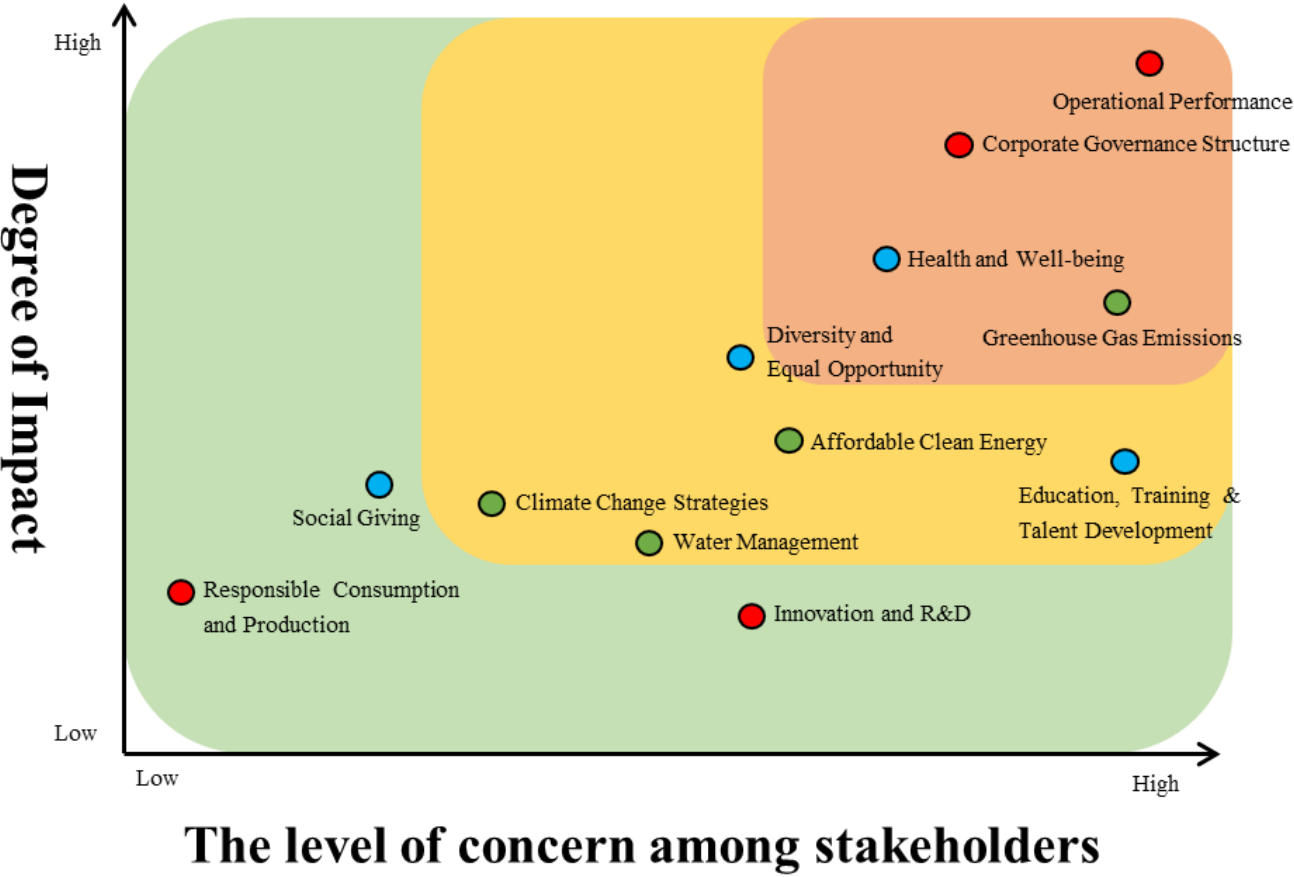 High
Operational Performance
Corporate Governance Structure
Health and Well-being
Greenhouse Gas Emissions
Diversity and
Equal Opportunity
Affordable Clean Energy
Education, Training &
Talent Development
Climate Change Strategies
Social Giving
Water Management
Responsible Consumption
and Production
Innovation and R&D
Degree of Impact
Low
Low
High
The level of concern among stakeholders